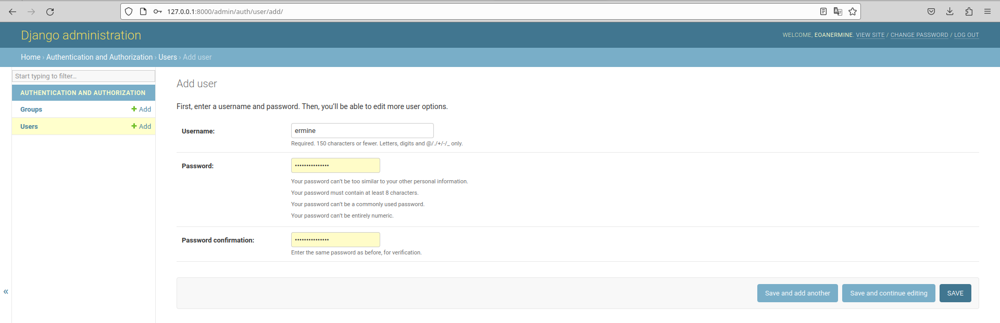 127.0.0.1:8000/admin/auth/user/add/
Django administration
WELCOME, EOANERMINE. VIEW SITE / CHANGE PASSWORD / LOG OUT
Home › Authentication and Authorization › Users › Add user
Start typing to filter...
AUTHENTICATION AND AUTHORIZATION
Groups + Add
Users + Add
«
Add user
First, enter a username and password. Then, you’ll be able to edit more user options.
Username: ermine
Required. 150 characters or fewer. Letters, digits and @/./+/-/_ only.
Password: •••••••••••••••
Your password can’t be too similar to your other personal information.
Your password must contain at least 8 characters.
Your password can’t be a commonly used password.
Your password can’t be entirely numeric.
Password confirmation: •••••••••••••••
Enter the same password as before, for verification.
Save and add another
Save and continue editing
SAVE